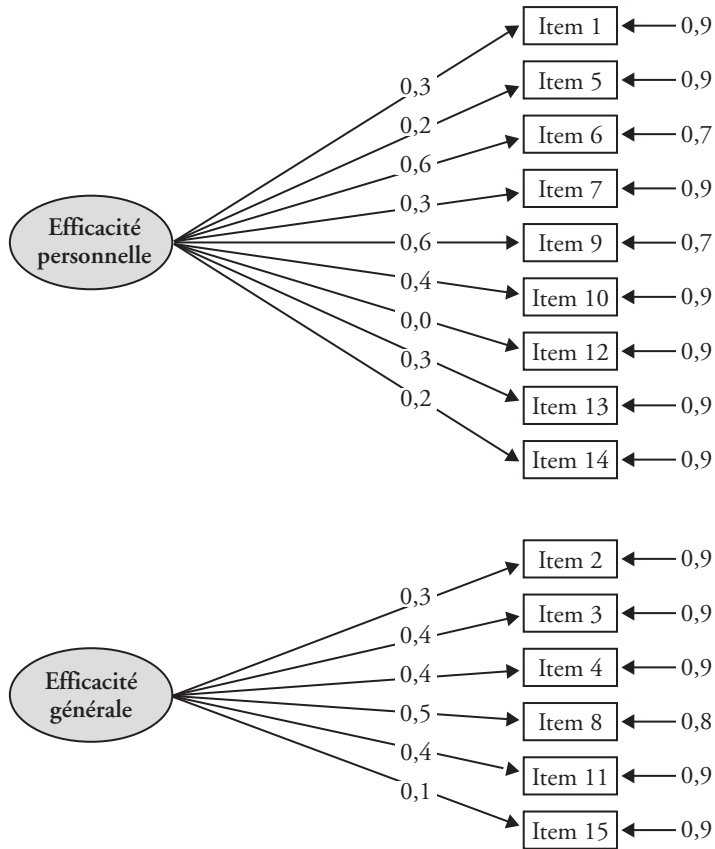 Item 1
0,9
0,3
Item 5
0,9
0,2
Item 6
0,7
0,6
Item 7
0,9
0,3
Efficacité
personnelle
0,6
Item 9
0,7
0,4
Item 10
0,9
0,0
Item 12
0,9
0,3
Item 13
0,9
0,2
Item 14
0,9
Item 2
0,9
0,3
Item 3
0,9
0,4
Item 4
0,9
0,4
Efficacité
générale
0,5
Item 8
0,8
0,4
Item 11
0,9
0,1
Item 15
0,9